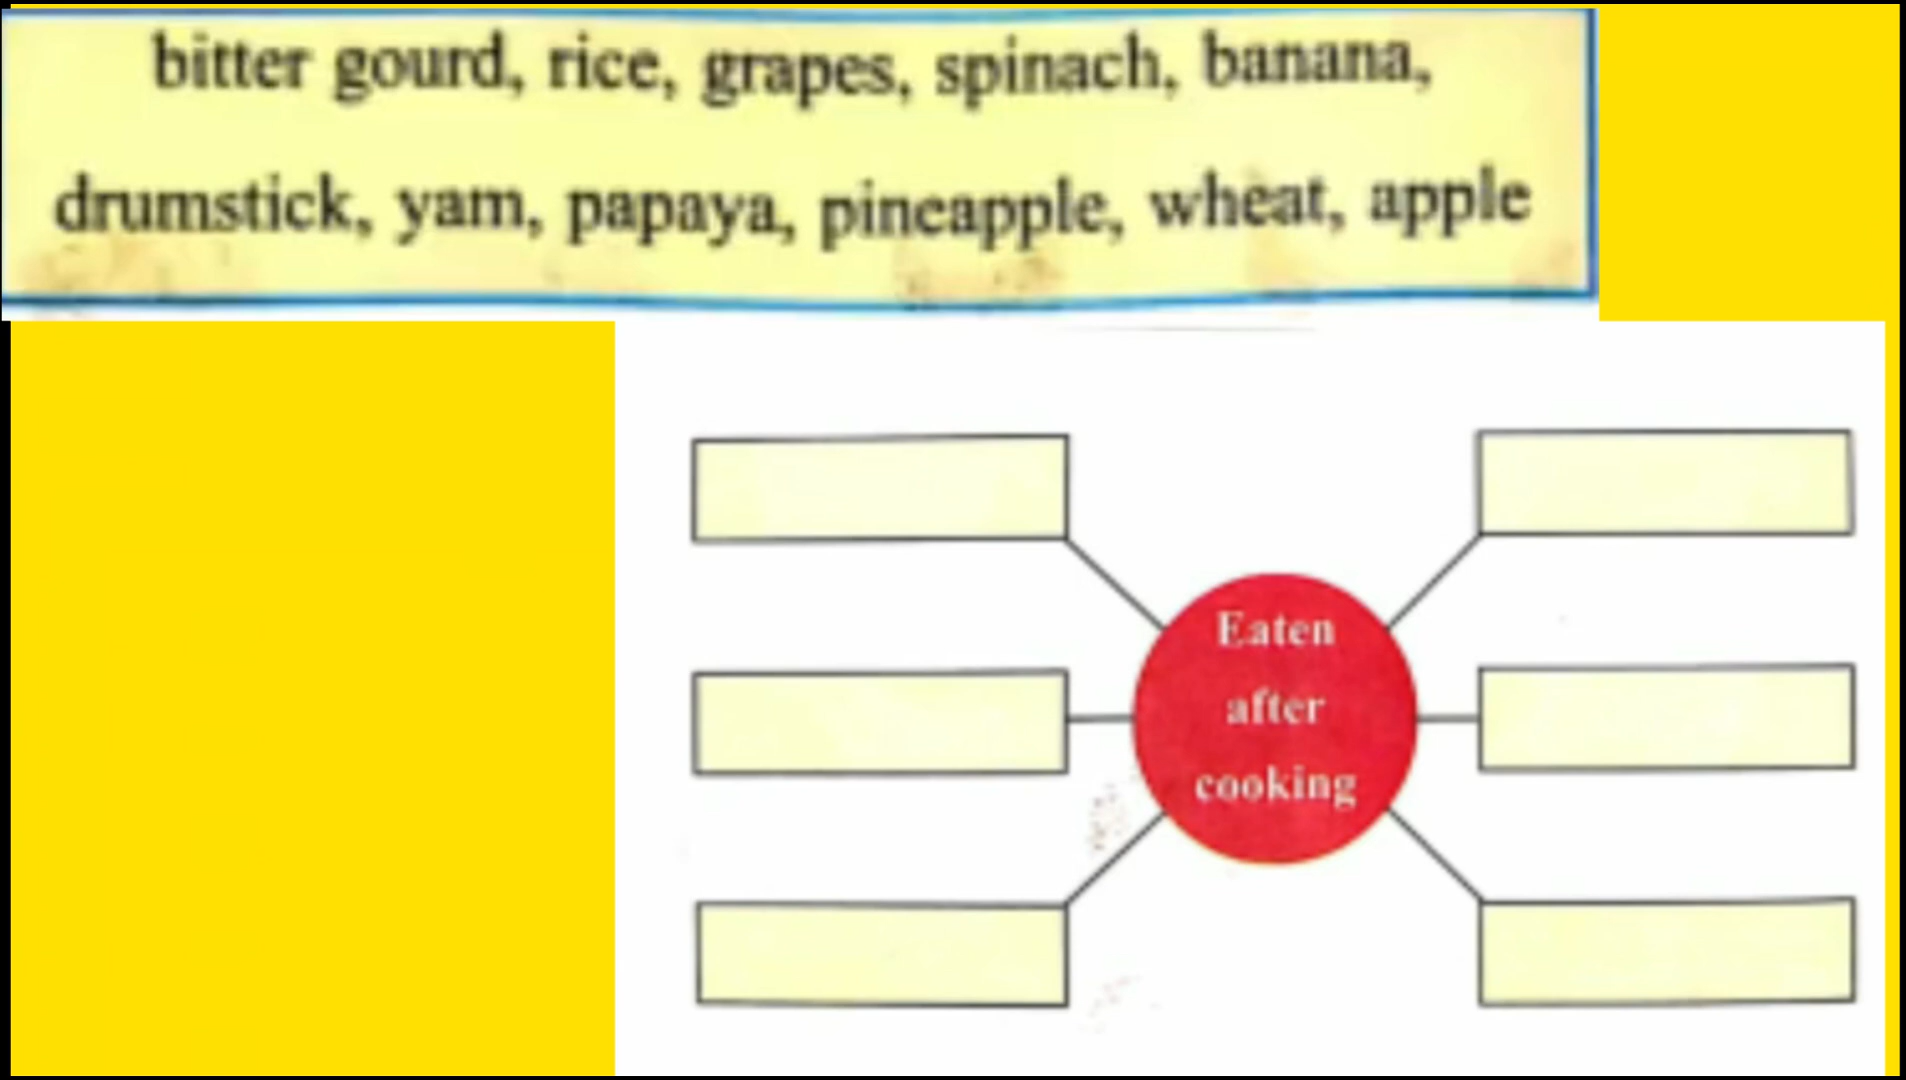 bitter gourd, rice, grapes, spinach, banana,
drumstick, yam, papaya, pineapple, wheat, apple
Eaten
after
cooking